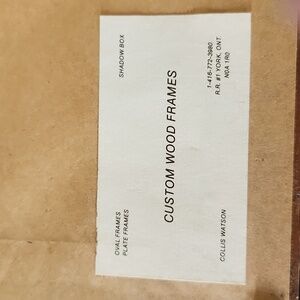 OVAL FRAMES
PLATE FRAMES
SHADOW BOX
CUSTOM WOOD FRAMES
COLLIS WATSON
1-416-772-3980
R.R. #1 YORK, ONT.
N0A 1R0